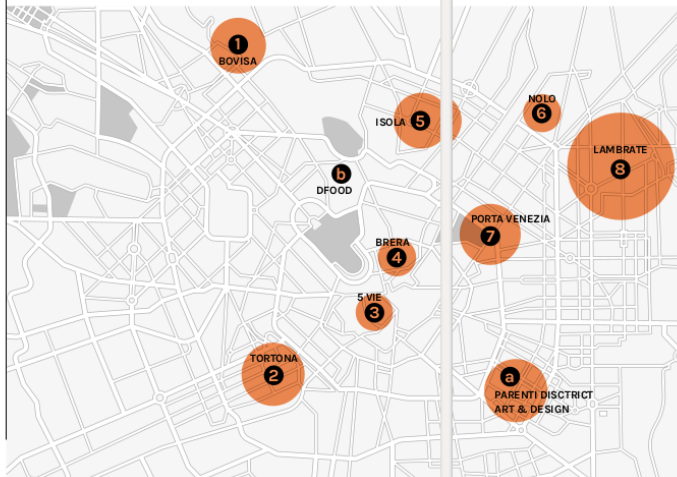 1
BOVISA
NOLO
6
ISOLA 5
LAMBRATE
8
b
DFOOD
PORTA VENEZIA
7
BRERA
4
5 VIE
3
TORTONA
2
a
PARENTI DISCTRICT
ART & DESIGN